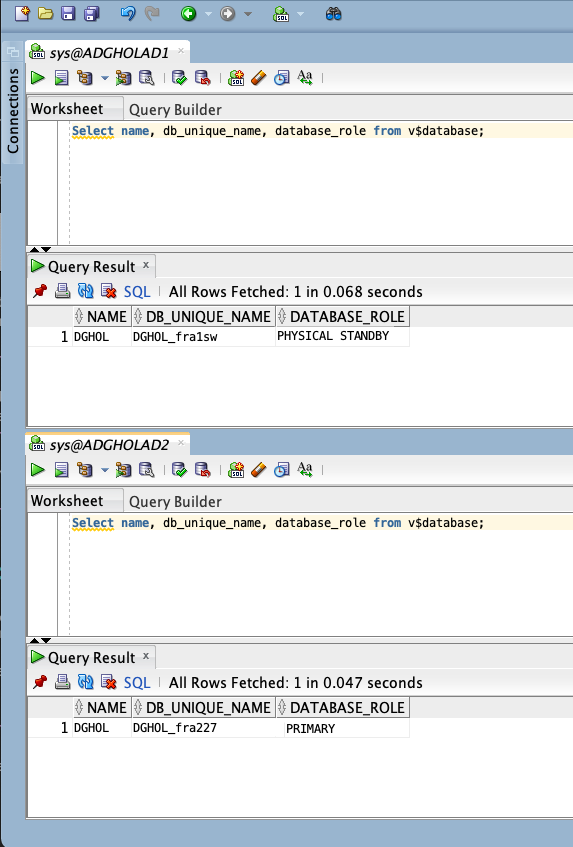 Connections
sys@ADGHOLAD1
Worksheet Query Builder
Select name, db_unique_name, database_role from v$database;
Query Result
SQL All Rows Fetched: 1 in 0.068 seconds
NAME DB_UNIQUE_NAME DATABASE_ROLE
1 DGHOL DGHOL_fra1sw PHYSICAL STANDBY
sys@ADGHOLAD2
Worksheet Query Builder
Select name, db_unique_name, database_role from v$database;
Query Result
SQL All Rows Fetched: 1 in 0.047 seconds
NAME DB_UNIQUE_NAME DATABASE_ROLE
1 DGHOL DGHOL_fra227 PRIMARY